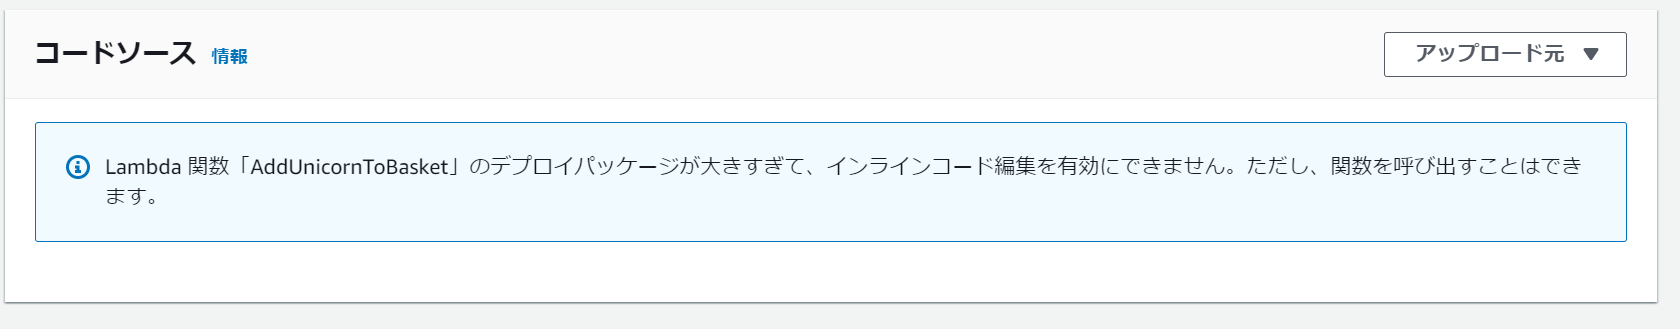 コードソース 情報
アップロード元 ▼
Lambda 関数「AddUnicornToBasket」のデプロイパッケージが大きすぎて、インラインコード編集を有効にできません。ただし、関数を呼び出すことはでき
ます。